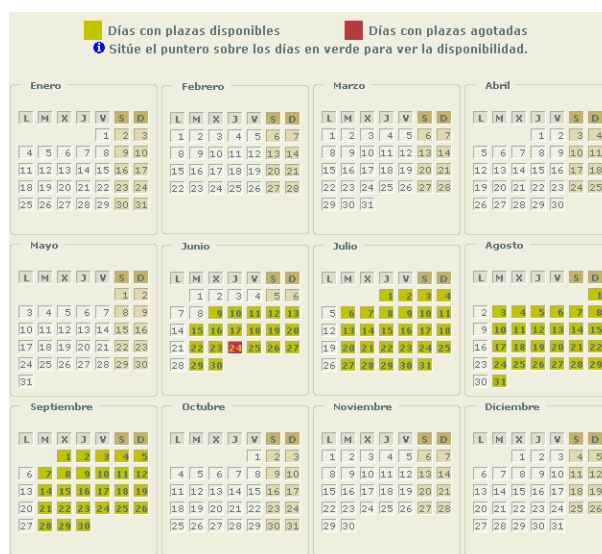 Días con plazas disponibles Días con plazas agotadas
Sitúe el puntero sobre los días en verde para ver la disponibilidad.
Enero Febrero Marzo Abril
L M X J V S D L M X J V S D L M X J V S D L M X J V S D
1 2 3 1 2 3 4 5 6 7 1 2 3 4 5 6 7 1 2 3 4
4 5 6 7 8 9 10 8 9 10 11 12 13 14 8 9 10 11 12 13 14 5 6 7 8 9 10 11
11 12 13 14 15 16 17 15 16 17 18 19 20 21 15 16 17 18 19 20 21 12 13 14 15 16 17 18
18 19 20 21 22 23 24 22 23 24 25 26 27 28 22 23 24 25 26 27 28 19 20 21 22 23 24 25
25 26 27 28 29 30 31 29 30 31 26 27 28 29 30
Mayo Junio Julio Agosto
L M X J V S D L M X J V S D L M X J V S D L M X J V S D
1 2 1 2 3 4 5 6 1 2 3 4 1
3 4 5 6 7 8 9 7 8 9 10 11 12 13 5 6 7 8 9 10 11 2 3 4 5 6 7 8
10 11 12 13 14 15 16 14 15 16 17 18 19 20 12 13 14 15 16 17 18 9 10 11 12 13 14 15
17 18 19 20 21 22 23 21 22 23 24 25 26 27 19 20 21 22 23 24 25 16 17 18 19 20 21 22
24 25 26 27 28 29 30 28 29 30 26 27 28 29 30 31 23 24 25 26 27 28 29
31 30 31
Septiembre Octubre Noviembre Diciembre
L M X J V S D L M X J V S D L M X J V S D L M X J V S D
1 2 3 4 5 1 2 3 1 2 3 4 5 6 7 1 2 3 4 5
6 7 8 9 10 11 12 4 5 6 7 8 9 10 8 9 10 11 12 13 14 6 7 8 9 10 11 12
13 14 15 16 17 18 19 11 12 13 14 15 16 17 15 16 17 18 19 20 21 13 14 15 16 17 18 19
20 21 22 23 24 25 26 18 19 20 21 22 23 24 22 23 24 25 26 27 28 20 21 22 23 24 25 26
27 28 29 30 25 26 27 28 29 30 31 29 30 27 28 29 30 31